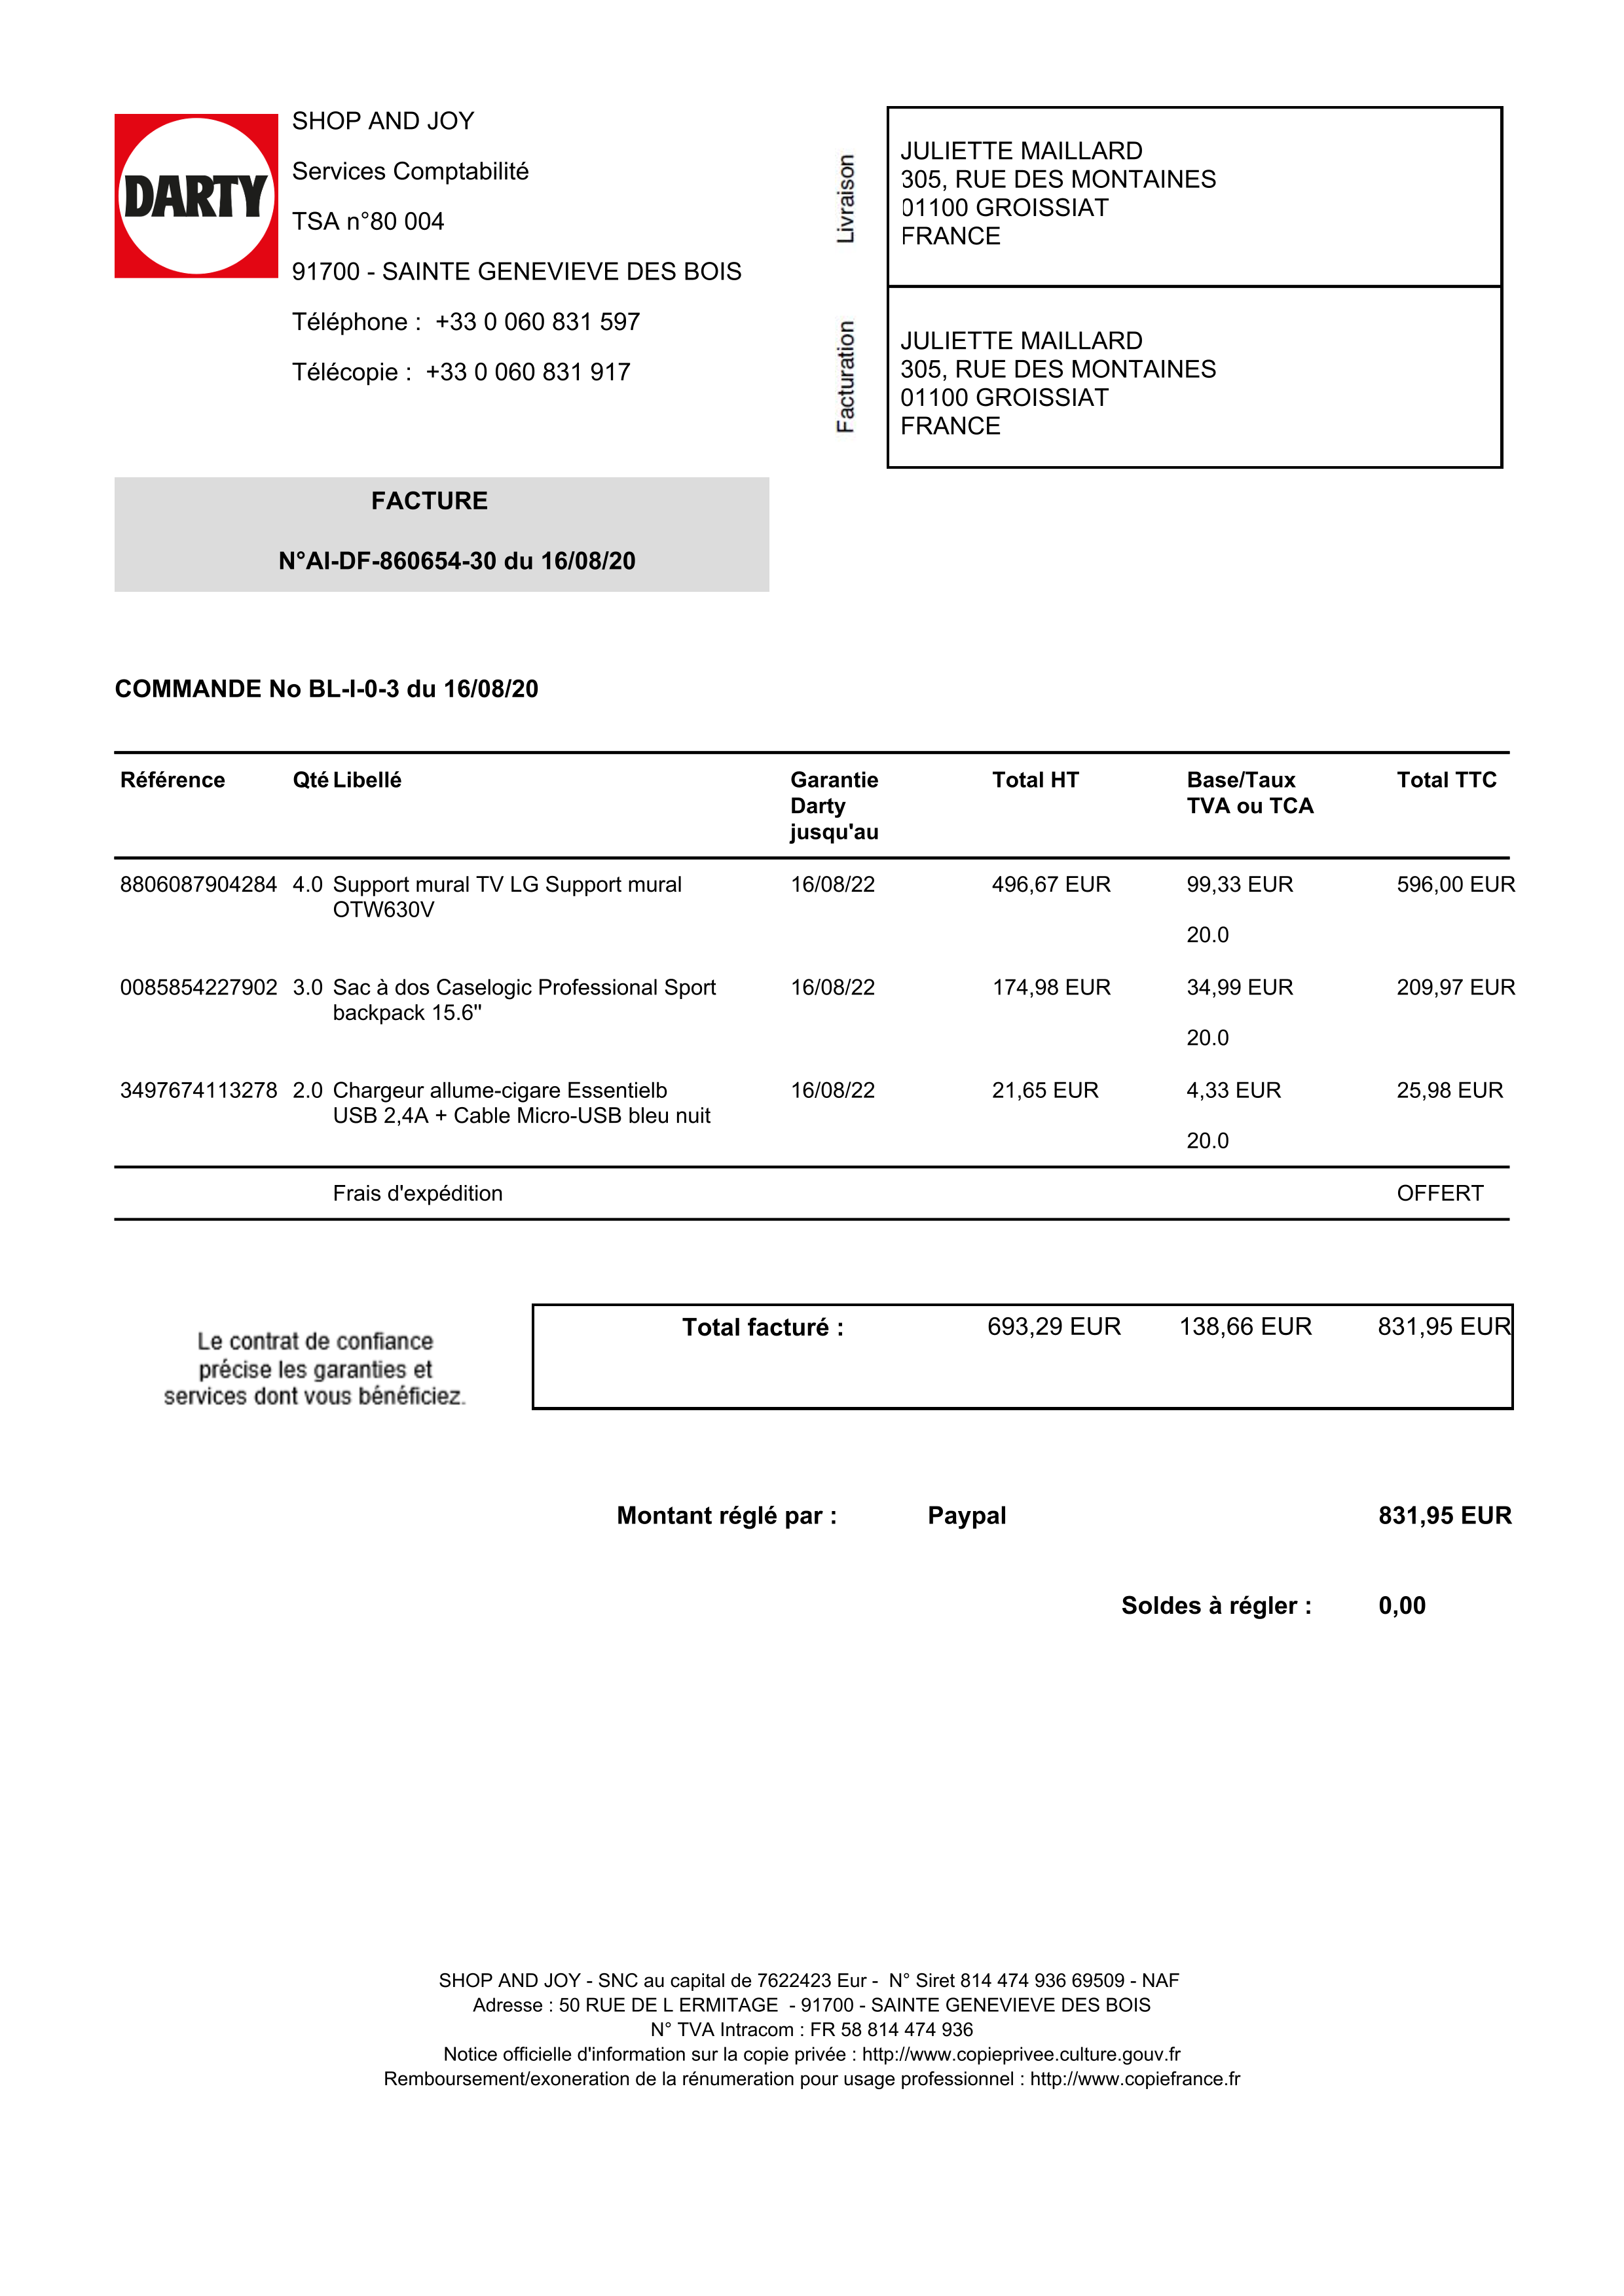 DARTY
SHOP AND JOY
Services Comptabilité
TSA n°80 004
91700 - SAINTE GENEVIEVE DES BOIS
Téléphone : +33 0 060 831 597
Télécopie : +33 0 060 831 917
Livraison
JULIETTE MAILLARD
305, RUE DES MONTAINES
01100 GROISSIAT
FRANCE
Facturation
JULIETTE MAILLARD
305, RUE DES MONTAINES
01100 GROISSIAT
FRANCE
FACTURE
N°AI-DF-860654-30 du 16/08/20
COMMANDE No BL-I-0-3 du 16/08/20
Référence Qté Libellé Garantie Total HT Base/Taux Total TTC
Darty TVA ou TCA
jusqu'au
8806087904284 4.0 Support mural TV LG Support mural 16/08/22 496,67 EUR 99,33 EUR 596,00 EUR
OTW630V
20.0
0085854227902 3.0 Sac à dos Caselogic Professional Sport 16/08/22 174,98 EUR 34,99 EUR 209,97 EUR
backpack 15.6"
20.0
3497674113278 2.0 Chargeur allume-cigare Essentielb 16/08/22 21,65 EUR 4,33 EUR 25,98 EUR
USB 2,4A + Cable Micro-USB bleu nuit
20.0
Frais d'expédition OFFERT
Total facturé : 693,29 EUR 138,66 EUR 831,95 EUR
Le contrat de confiance
précise les garanties et
services dont vous bénéficiez.
Montant réglé par : Paypal 831,95 EUR
Soldes à régler : 0,00
SHOP AND JOY - SNC au capital de 7622423 Eur - N° Siret 814 474 936 69509 - NAF
Adresse : 50 RUE DE L ERMITAGE - 91700 - SAINTE GENEVIEVE DES BOIS
N° TVA Intracom : FR 58 814 474 936
Notice officielle d'information sur la copie privée : http://www.copieprivee.culture.gouv.fr
Remboursement/exoneration de la rénumeration pour usage professionnel : http://www.copiefrance.fr